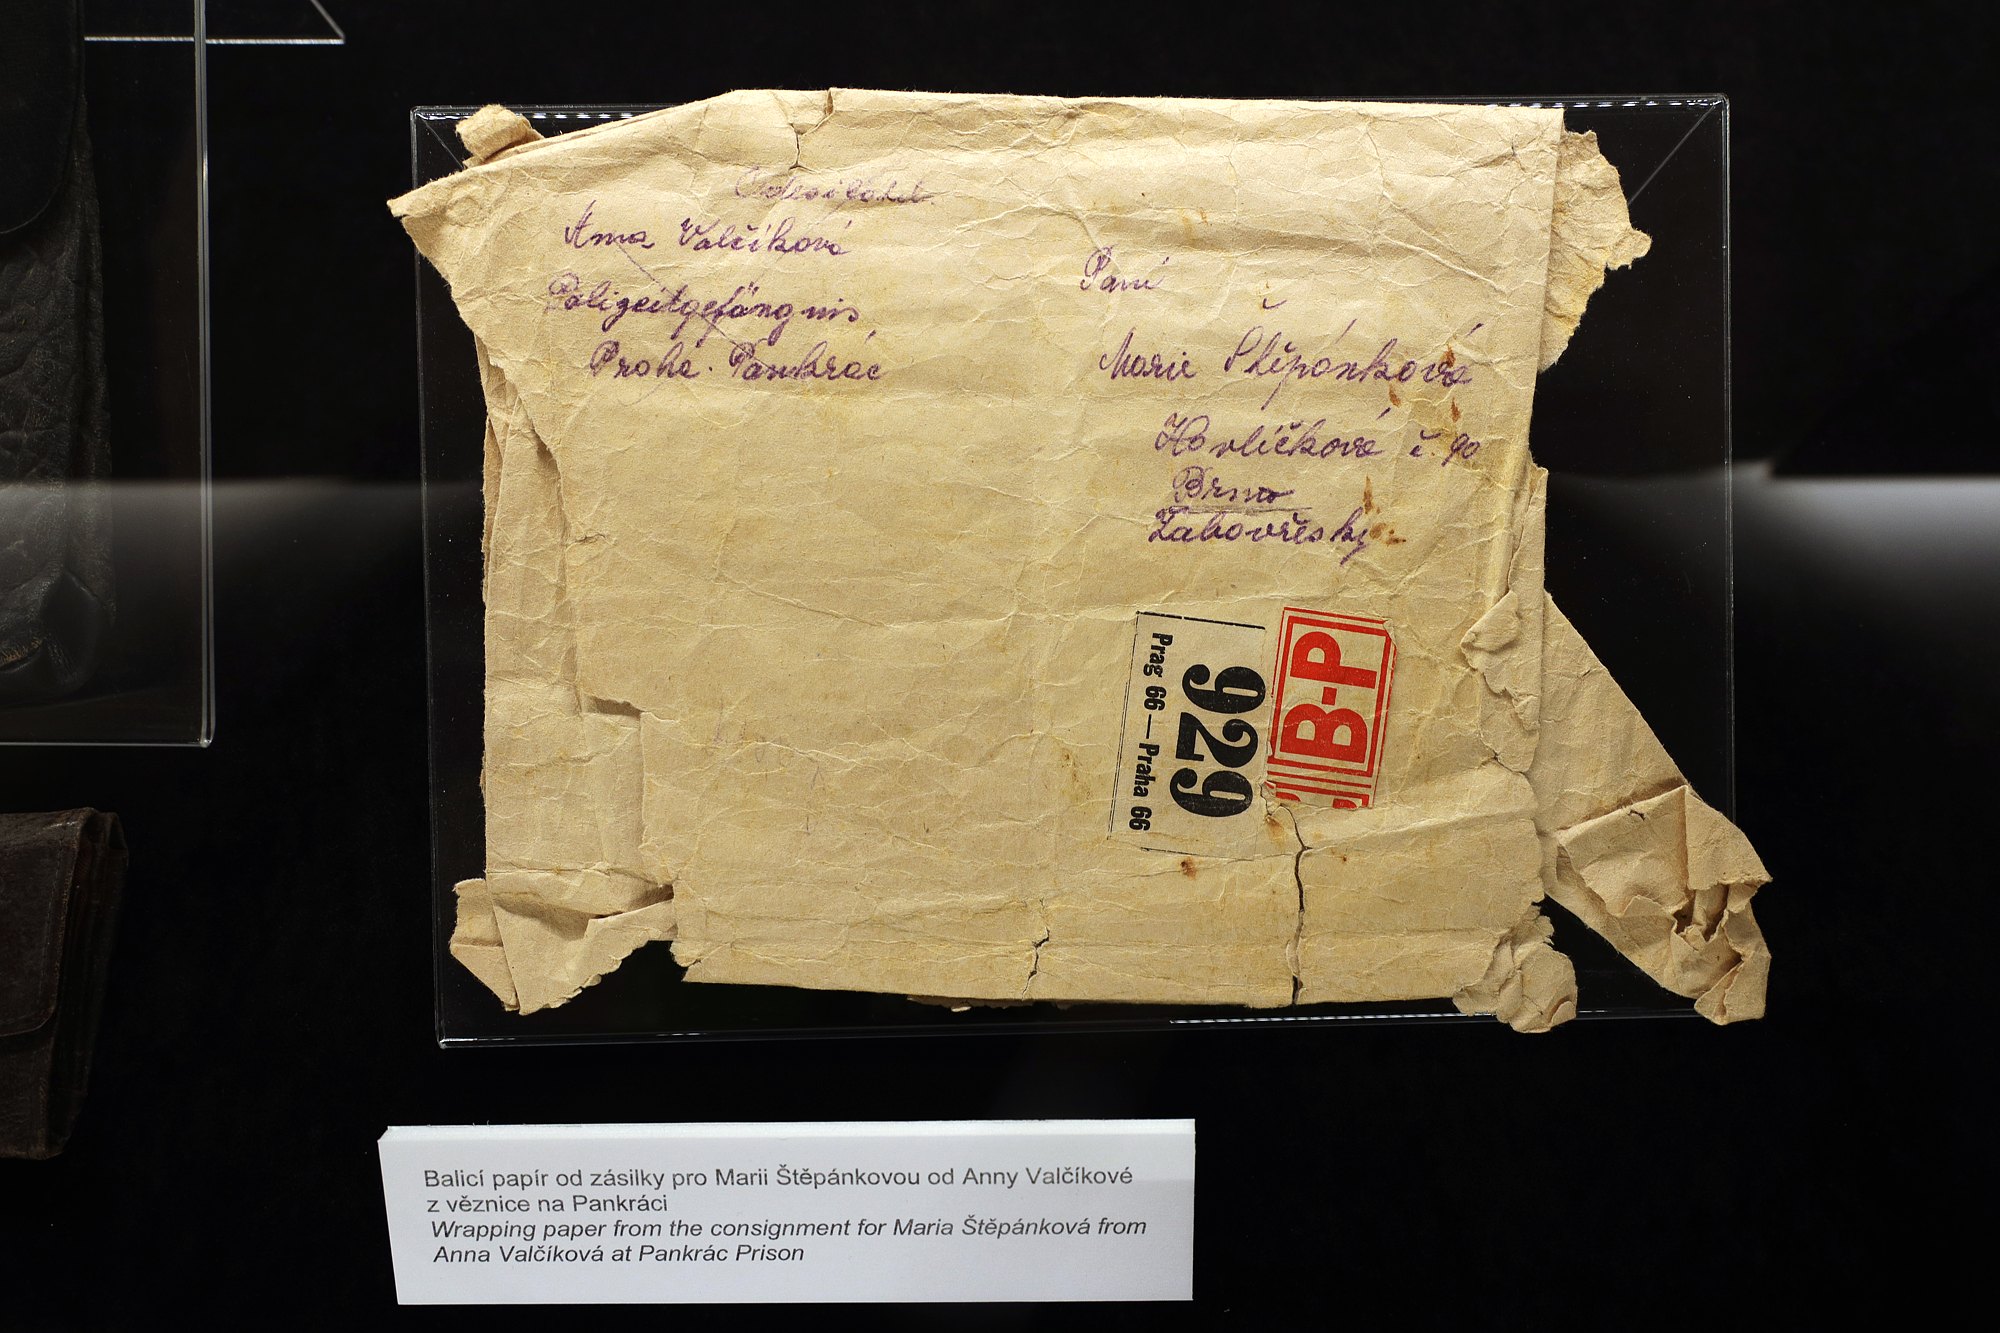 Odesílatel
Anna Valčíková
Polizeitgefängnis
Praha. Pankrác
Paní
Marie Štěpánková
Havlíčkova č. 90
Brno
Žabovřesky
Prag 66 — Praha 66
929
B-P
Balicí papír od zásilky pro Marii Štěpánkovou od Anny Valčíkové
z věznice na Pankráci
Wrapping paper from the consignment for Maria Štěpánková from
Anna Valčíková at Pankrác Prison